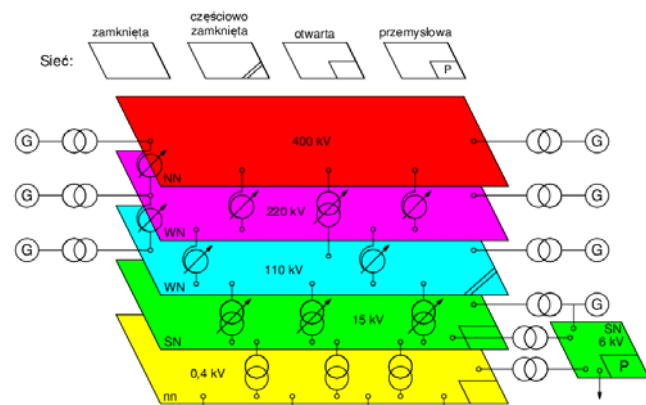 zamknięta
częściowo
zamknięta
otwarta
przemysłowa
Sieć:
P
400 kV
G
G
NN
220 kV
G
G
WN
110 kV
G
G
WN
15 kV
G
SN
SN
6 kV
P
0,4 kV
nn